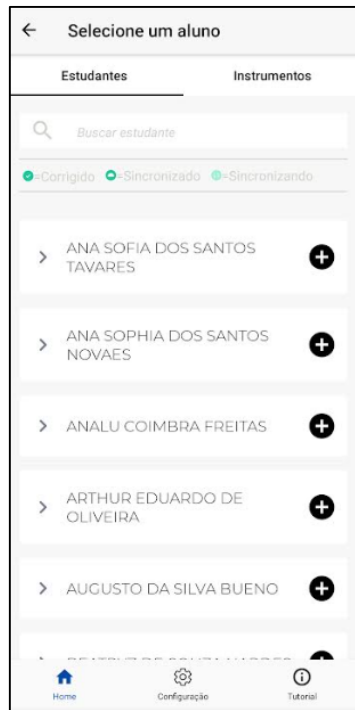 Selecione um aluno
Estudantes Instrumentos
Buscar estudante
=Corrigido =Sincronizado =Sincronizando
ANA SOFIA DOS SANTOS
TAVARES
ANA SOPHIA DOS SANTOS
NOVAES
ANALU COIMBRA FREITAS
ARTHUR EDUARDO DE
OLIVEIRA
AUGUSTO DA SILVA BUENO
Home Configuração Tutorial